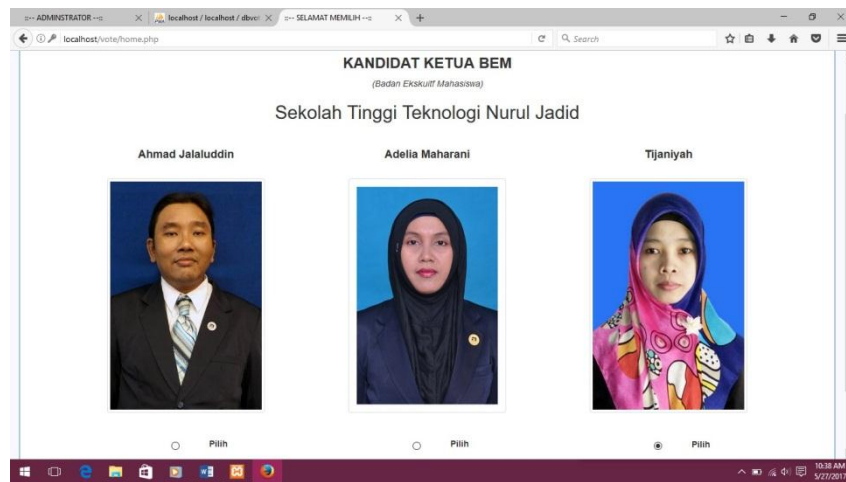 ::-- ADMINSTRATOR --::
localhost / localhost / dbvot
::-- SELAMAT MEMILIH --::
localhost/vote/home.php
Search
KANDIDAT KETUA BEM
(Badan Ekskuitf Mahasiswa)
Sekolah Tinggi Teknologi Nurul Jadid
Ahmad Jalaluddin
Adelia Maharani
Tijaniyah
Pilih
Pilih
Pilih
10:38 AM
5/27/2017